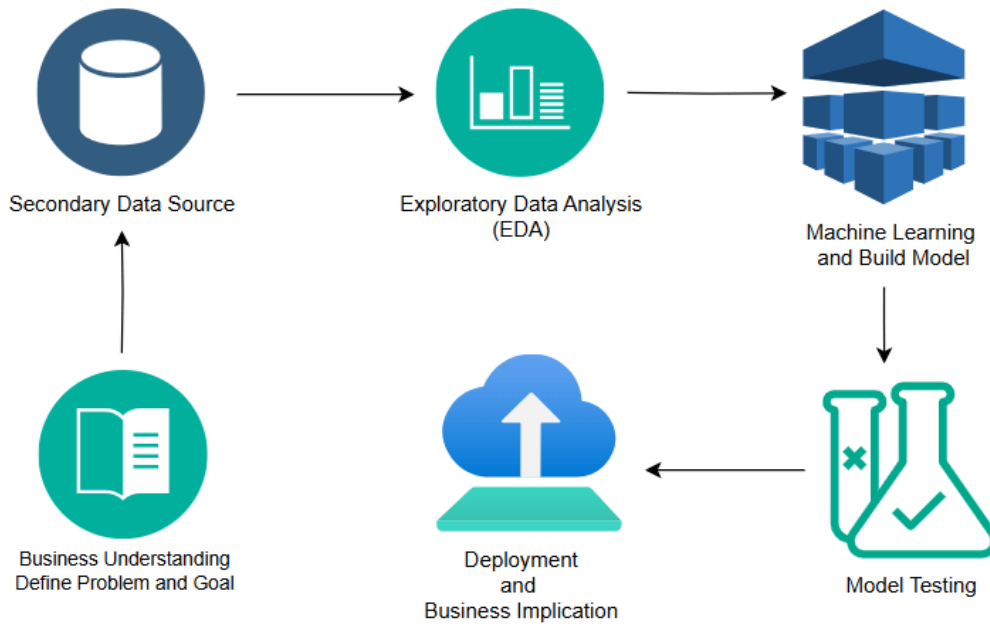 Secondary Data Source
Exploratory Data Analysis
(EDA)
Machine Learning
and Build Model
Business Understanding
Define Problem and Goal
Deployment
and
Business Implication
Model Testing